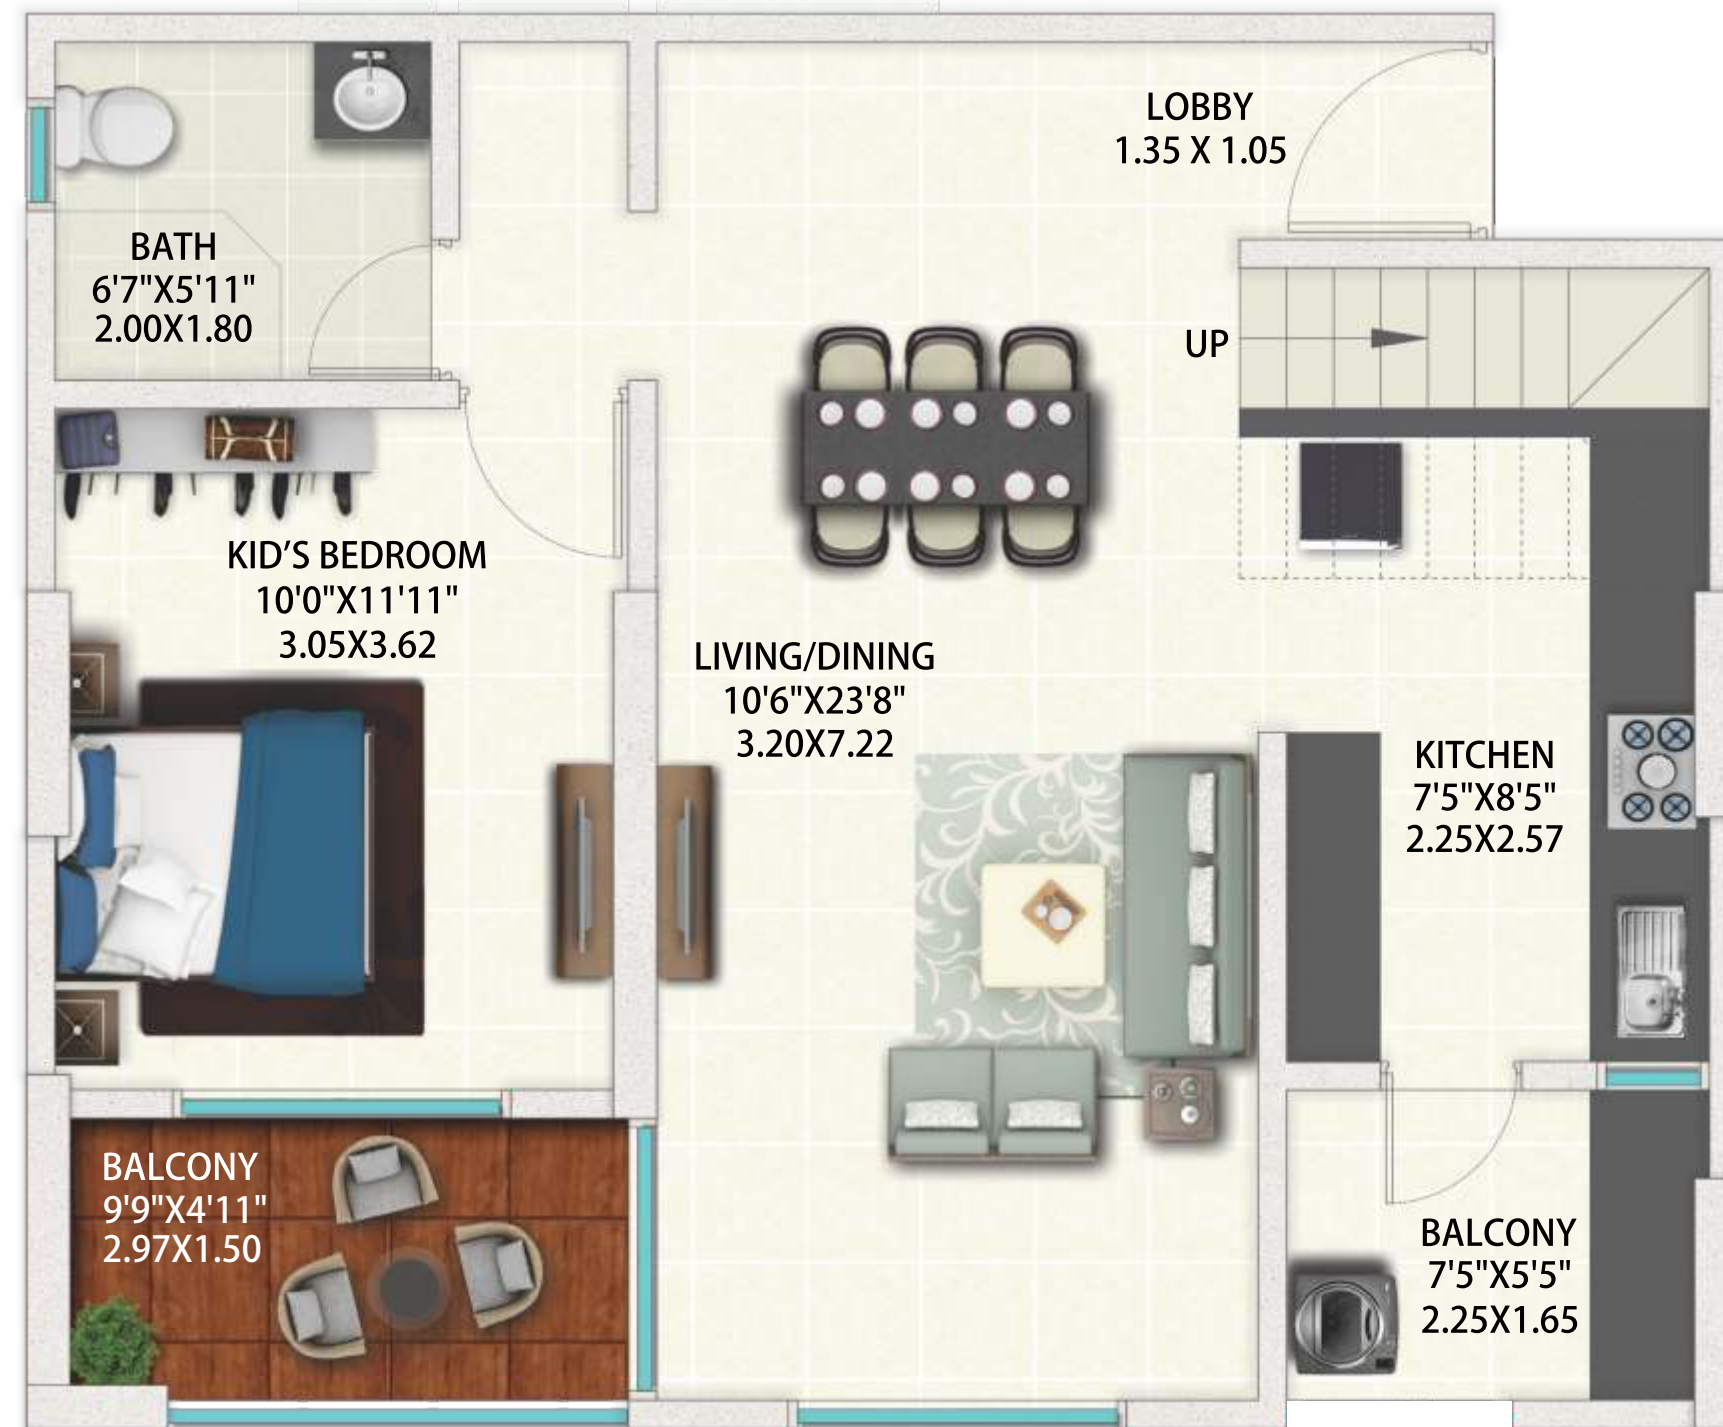 LOBBY
1.35 X 1.05
BATH
6'7"X5'11"
2.00X1.80
UP
KID’S BEDROOM
10'0"X11'11"
3.05X3.62
LIVING/DINING
10'6"X23'8"
3.20X7.22
KITCHEN
7'5"X8'5"
2.25X2.57
BALCONY
9'9"X4'11"
2.97X1.50
BALCONY
7'5"X5'5"
2.25X1.65